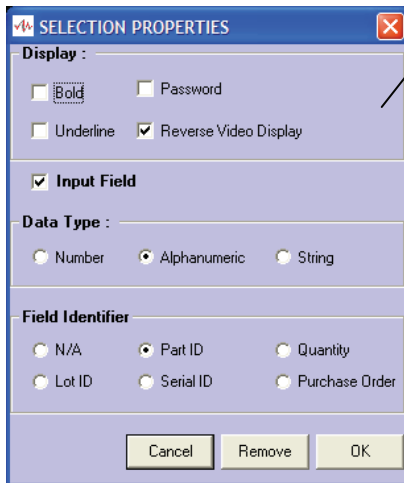 SELECTION PROPERTIES
Display :
Bold Password
Underline Reverse Video Display
Input Field
Data Type :
Number Alphanumeric String
Field Identifier
N/A Part ID Quantity
Lot ID Serial ID Purchase Order
Cancel Remove OK